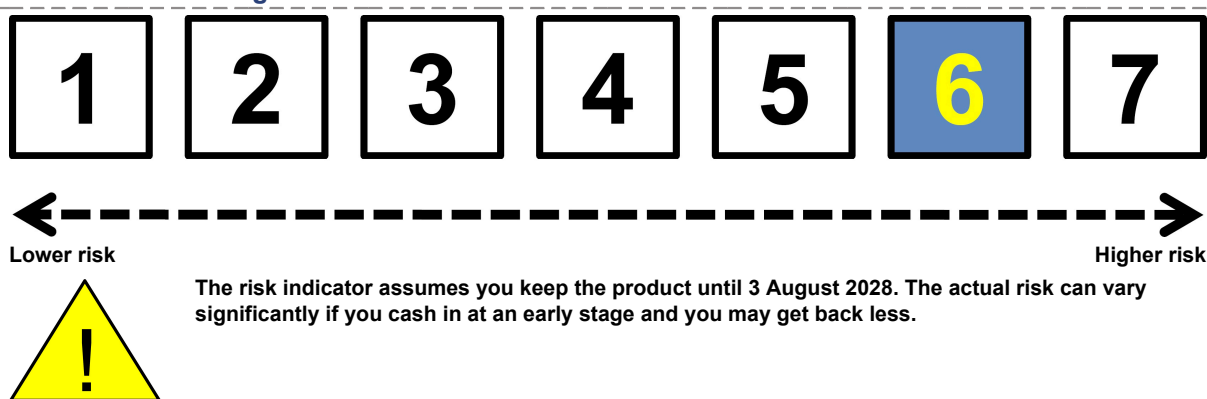 1 2 3 4 5 6 7
Lower risk Higher risk
The risk indicator assumes you keep the product until 3 August 2028. The actual risk can vary
significantly if you cash in at an early stage and you may get back less.
!